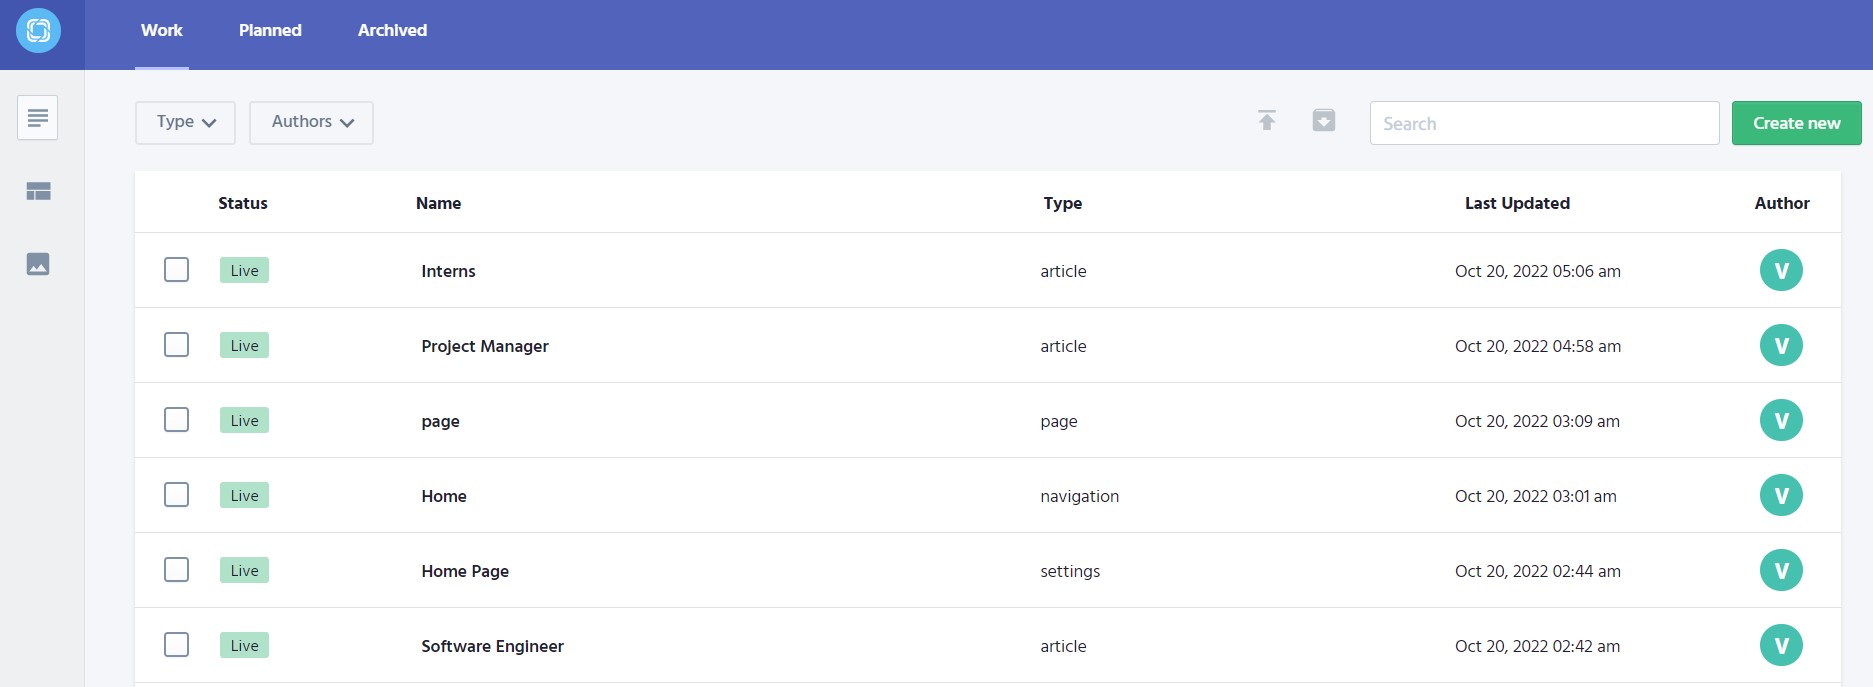 Work Planned Archived
Type Authors Search Create new
Status Name Type Last Updated Author
Live Interns article Oct 20, 2022 05:06 am V
Live Project Manager article Oct 20, 2022 04:58 am V
Live page page Oct 20, 2022 03:09 am V
Live Home navigation Oct 20, 2022 03:01 am V
Live Home Page settings Oct 20, 2022 02:44 am V
Live Software Engineer article Oct 20, 2022 02:42 am V